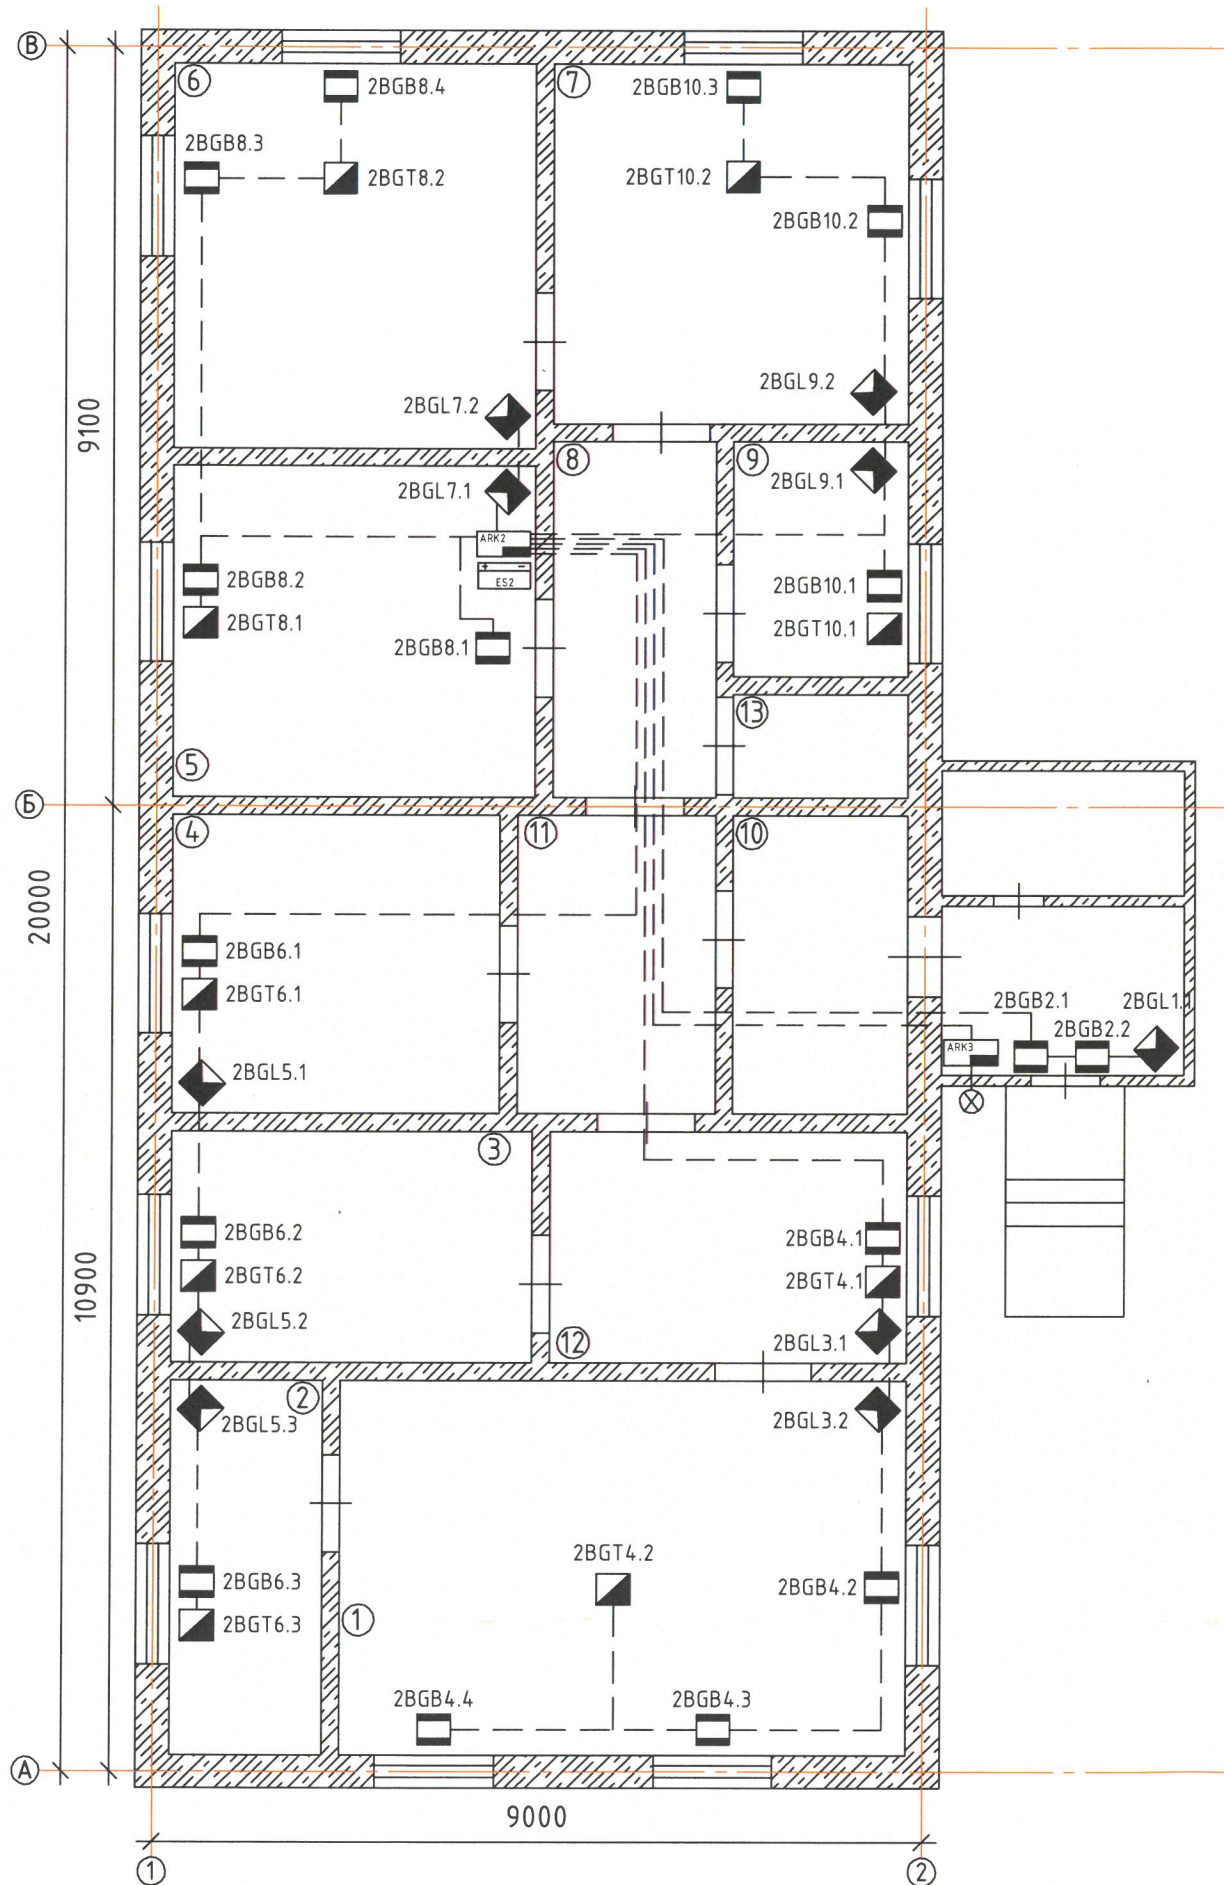 В
6
2BGB8.4
7
2BGB10.3
2BGB8.3
2BGT8.2
2BGT10.2
2BGB10.2
9100
2BGL7.2
2BGL9.2
8
9
2BGL7.1
2BGL9.1
ARK2
+ -
ES2
2BGB8.2
2BGT8.1
2BGB8.1
2BGB10.1
2BGT10.1
13
5
Б
4
11
10
20000
2BGB6.1
2BGT6.1
2BGB2.1
2BGL1.1
2BGB2.2
ARK3
2BGL5.1
3
2BGB6.2
2BGT6.2
2BGL5.2
2BGB4.1
2BGT4.1
2BGL3.1
10900
12
2
2BGL5.3
2BGL3.2
2BGT4.2
2BGB6.3
2BGT6.3
2BGB4.2
1
2BGB4.4
2BGB4.3
А
9000
1
2